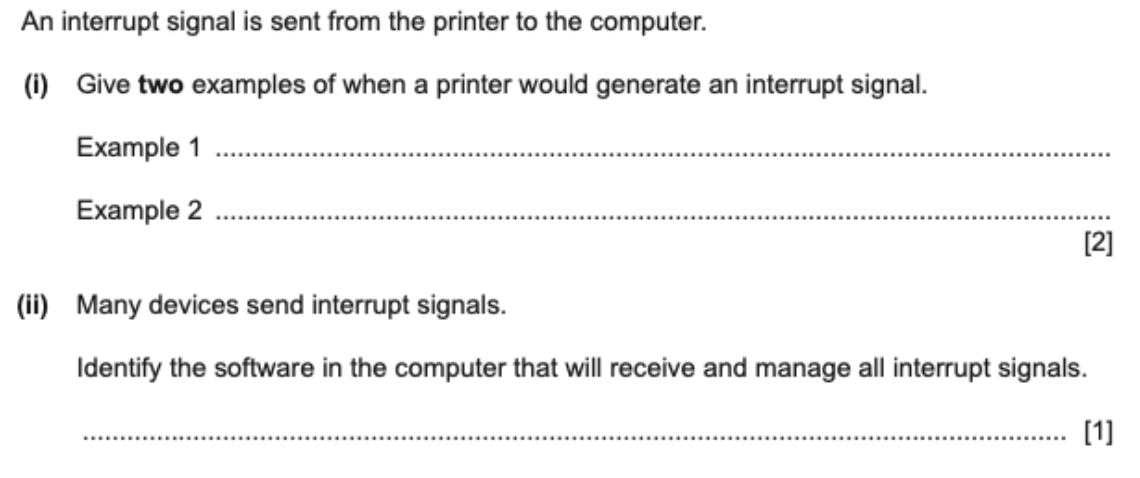 An interrupt signal is sent from the printer to the computer.
(i) Give two examples of when a printer would generate an interrupt signal.
Example 1 ................................................................................
Example 2 ................................................................................
[2]
(ii) Many devices send interrupt signals.
Identify the software in the computer that will receive and manage all interrupt signals.
................................................................................ [1]